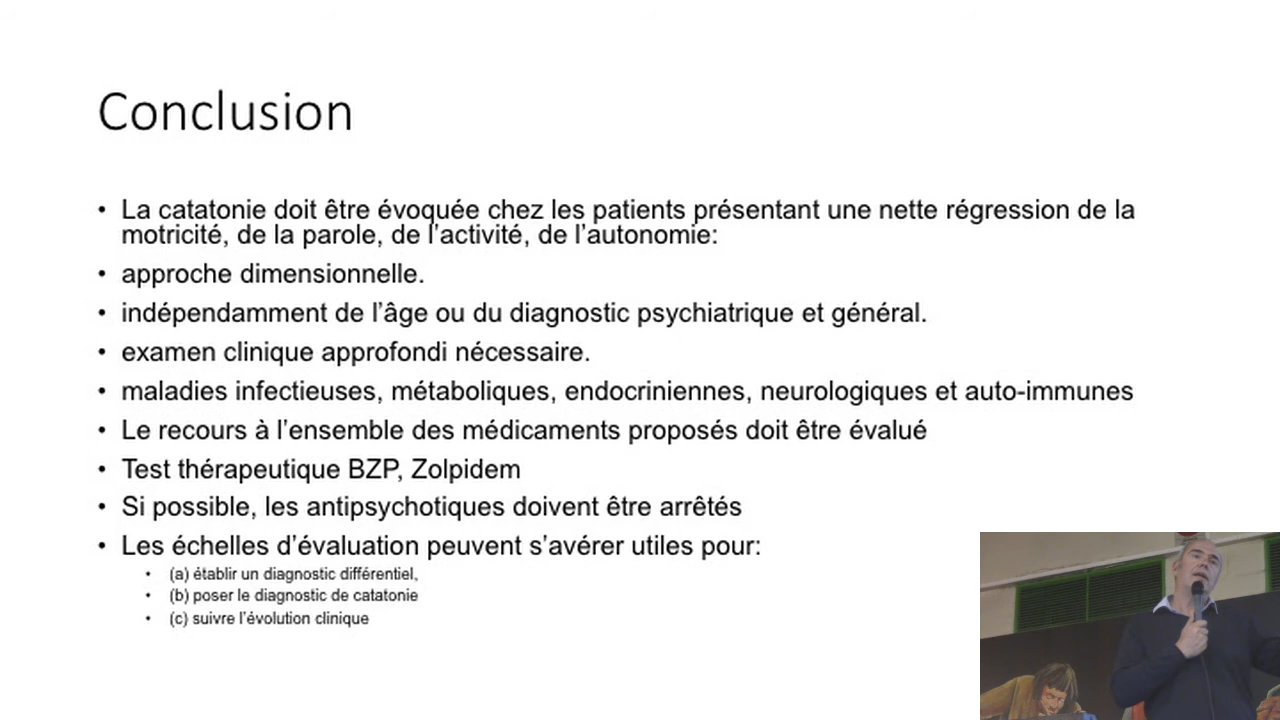 Conclusion
• La catatonie doit être évoquée chez les patients présentant une nette régression de la
motricité, de la parole, de l'activité, de l'autonomie:
• approche dimensionnelle.
• indépendamment de l'âge ou du diagnostic psychiatrique et général.
• examen clinique approfondi nécessaire.
• maladies infectieuses, métaboliques, endocriniennes, neurologiques et auto-immunes
• Le recours à l'ensemble des médicaments proposés doit être évalué
• Test thérapeutique BZP, Zolpidem
• Si possible, les antipsychotiques doivent être arrêtés
• Les échelles d'évaluation peuvent s'avérer utiles pour:
• (a) établir un diagnostic différentiel,
• (b) poser le diagnostic de catatonie
• (c) suivre l'évolution clinique